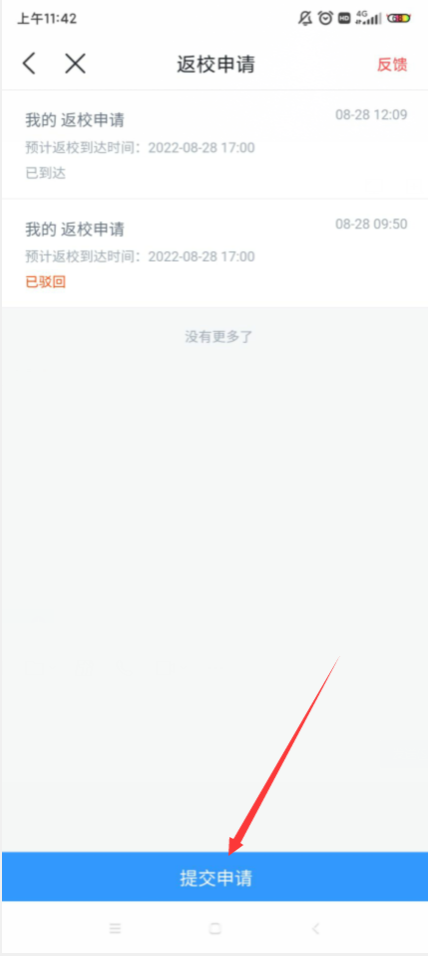 上午11:42
HD 4G
返校申请
反馈
我的 返校申请
08-28 12:09
预计返校到达时间：2022-08-28 17:00
已到达
我的 返校申请
08-28 09:50
预计返校到达时间：2022-08-28 17:00
已驳回
没有更多了
提交申请